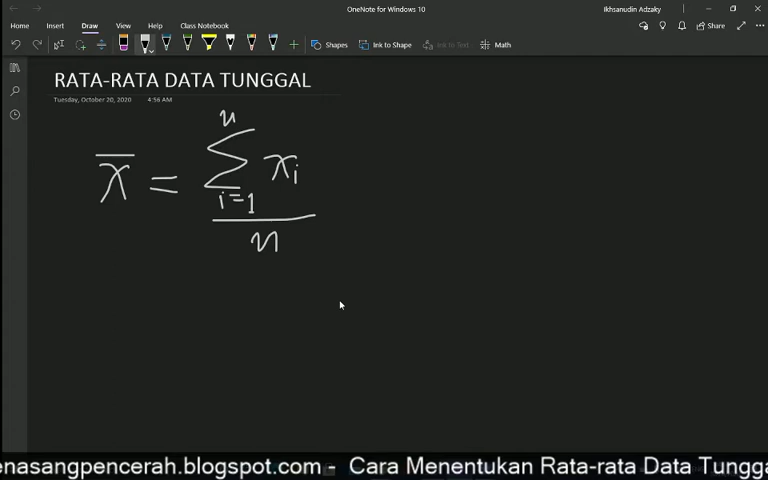 OneNote for Windows 10
Ikhsanudin Adzaky
Home Insert Draw View Help Class Notebook
Share
Shapes Ink to Shape Ink to Text Math
RATA-RATA DATA TUNGGAL
Tuesday, October 20, 2020 4:56 AM
n
x̄ = ∑ xi
i=1
n
enasangpencerah.blogspot.com - Cara Menentukan Rata-rata Data Tungga